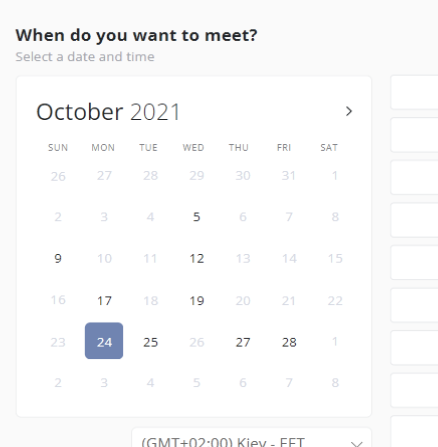 When do you want to meet?
Select a date and time
October 2021
SUN MON TUE WED THU FRI SAT
26 27 28 29 30 31 1
2 3 4 5 6 7 8
9 10 11 12 13 14 15
16 17 18 19 20 21 22
23 24 25 26 27 28 1
2 3 4 5 6 7 8
(GMT+02:00) Kiev - EET